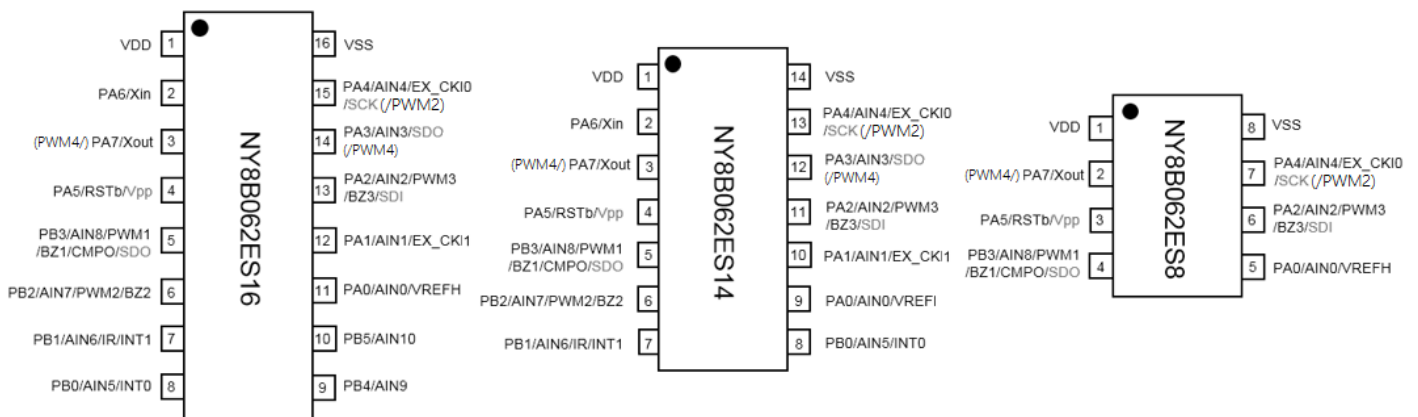 VDD 1
16 VSS
PA6/Xin 2
15 PA4/AIN4/EX_CKI0
/SCK(/PWM2)
(PWM4/) PA7/Xout 3
14 PA3/AIN3/SDO
(/PWM4)
PA5/RSTb/Vpp 4
13 PA2/AIN2/PWM3
/BZ3/SDI
PB3/AIN8/PWM1
/BZ1/CMPO/SDO 5
12 PA1/AIN1/EX_CKI1
PB2/AIN7/PWM2/BZ2 6
11 PA0/AIN0/VREFH
PB1/AIN6/IR/INT1 7
10 PB5/AIN10
PB0/AIN5/INT0 8
9 PB4/AIN9
NY8B062ES16
VDD 1
14 VSS
PA6/Xin 2
13 PA4/AIN4/EX_CKI0
/SCK(/PWM2)
(PWM4/) PA7/Xout 3
12 PA3/AIN3/SDO
(/PWM4)
PA5/RSTb/Vpp 4
11 PA2/AIN2/PWM3
/BZ3/SDI
PB3/AIN8/PWM1
/BZ1/CMPO/SDO 5
10 PA1/AIN1/EX_CKI1
PB2/AIN7/PWM2/BZ2 6
9 PA0/AIN0/VREFI
PB1/AIN6/IR/INT1 7
8 PB0/AIN5/INT0
NY8B062ES14
VDD 1
8 VSS
(PWM4/) PA7/Xout 2
7 PA4/AIN4/EX_CKI0
/SCK(/PWM2)
PA5/RSTb/Vpp 3
6 PA2/AIN2/PWM3
/BZ3/SDI
PB3/AIN8/PWM1
/BZ1/CMPO/SDO 4
5 PA0/AIN0/VREFH
NY8B062ES8